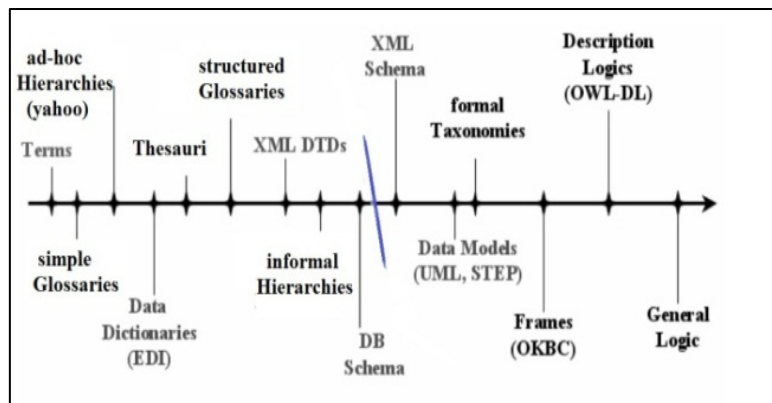 ad-hoc
Hierarchies
(yahoo)
Terms
simple
Glossaries
Data
Dictionaries
(EDI)
Thesauri
structured
Glossaries
XML DTDs
informal
Hierarchies
DB
Schema
XML
Schema
Data Models
(UML, STEP)
formal
Taxonomies
Frames
(OKBC)
Description
Logics
(OWL-DL)
General
Logic